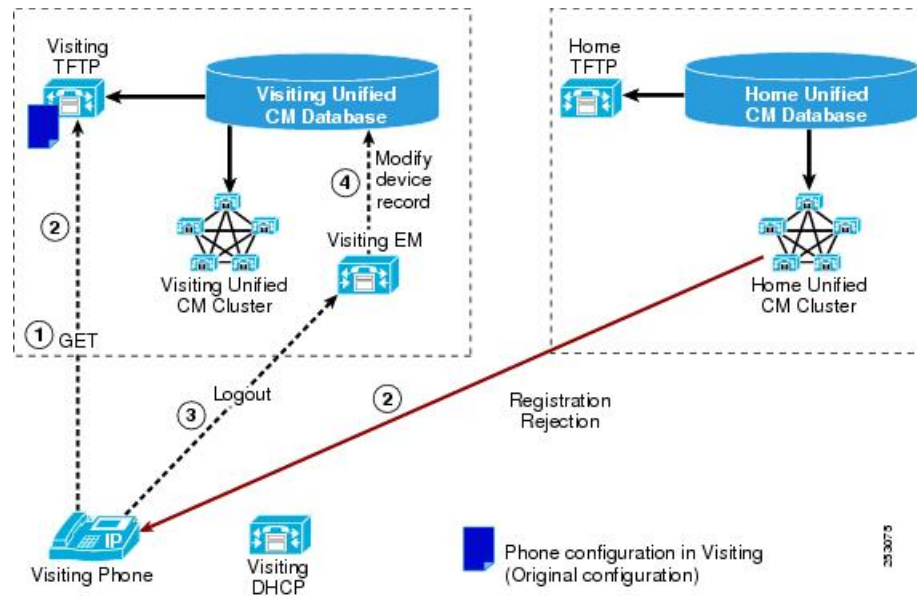 Visiting
TFTP
Visiting Unified
CM Database
Home
TFTP
Home Unified
CM Database
4
Modify
device
record
2
Visiting EM
Visiting Unified
CM Cluster
Home Unified
CM Cluster
1
GET
Logout
3
2
Registration
Rejection
IP
Visiting Phone
Visiting
DHCP
Phone configuration in Visiting
(Original configuration)
253075